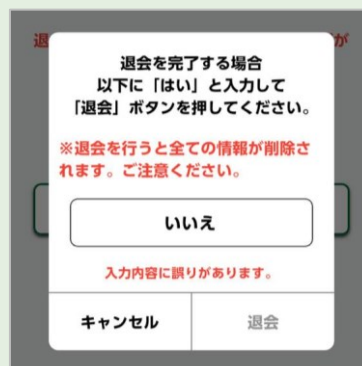 退
が
退会を完了する場合
以下に「はい」と入力して
「退会」ボタンを押してください。
※退会を行うと全ての情報が削除さ
れます。ご注意ください。
いいえ
入力内容に誤りがあります。
キャンセル
退会